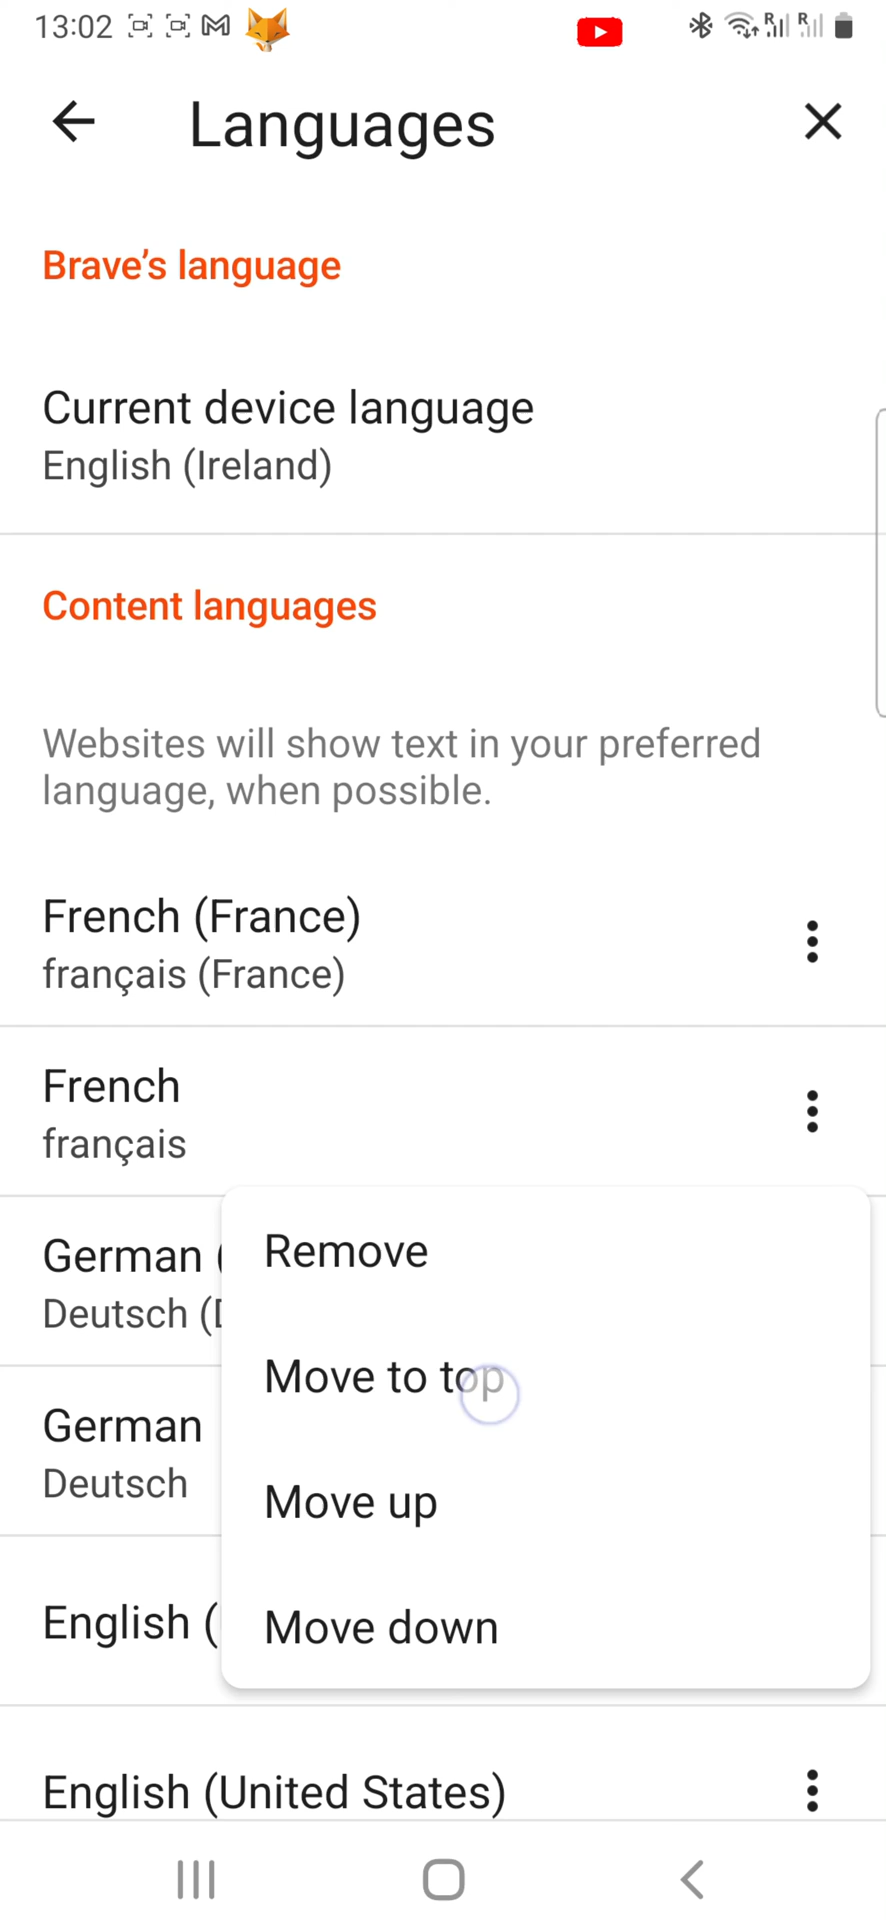 13:02
Languages
Brave’s language
Current device language
English (Ireland)
Content languages
Websites will show text in your preferred
language, when possible.
French (France)
français (France)
French
français
German (
Deutsch (
German
Deutsch
English (
Remove
Move to top
Move up
Move down
English (United States)